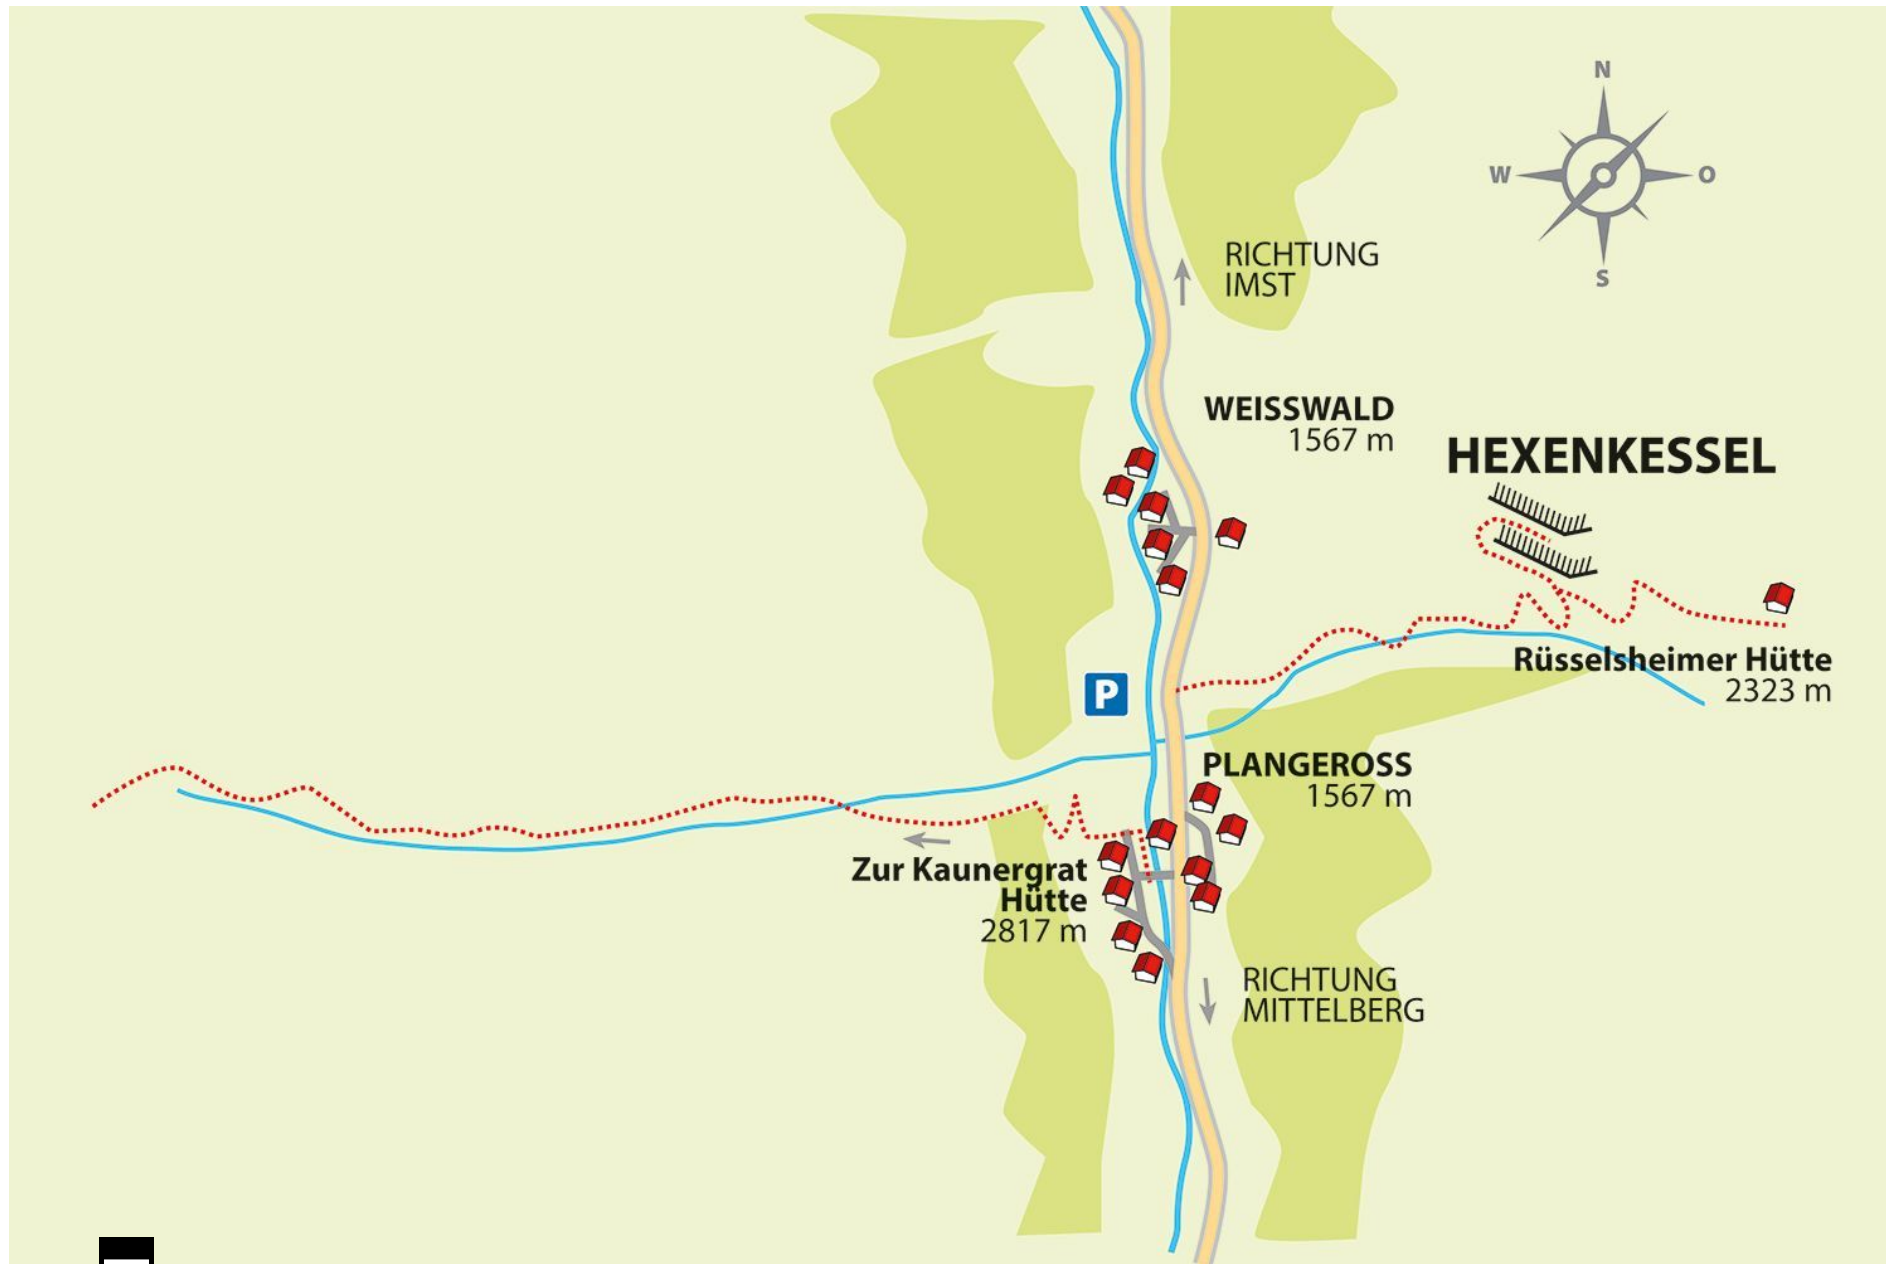 N
W
O
S
RICHTUNG
IMST
WEISSWALD
1567 m
HEXENKESSEL
Rüsselsheimer Hütte
2323 m
P
PLANGEROSS
1567 m
Zur Kaunergrat
Hütte
2817 m
RICHTUNG
MITTELBERG